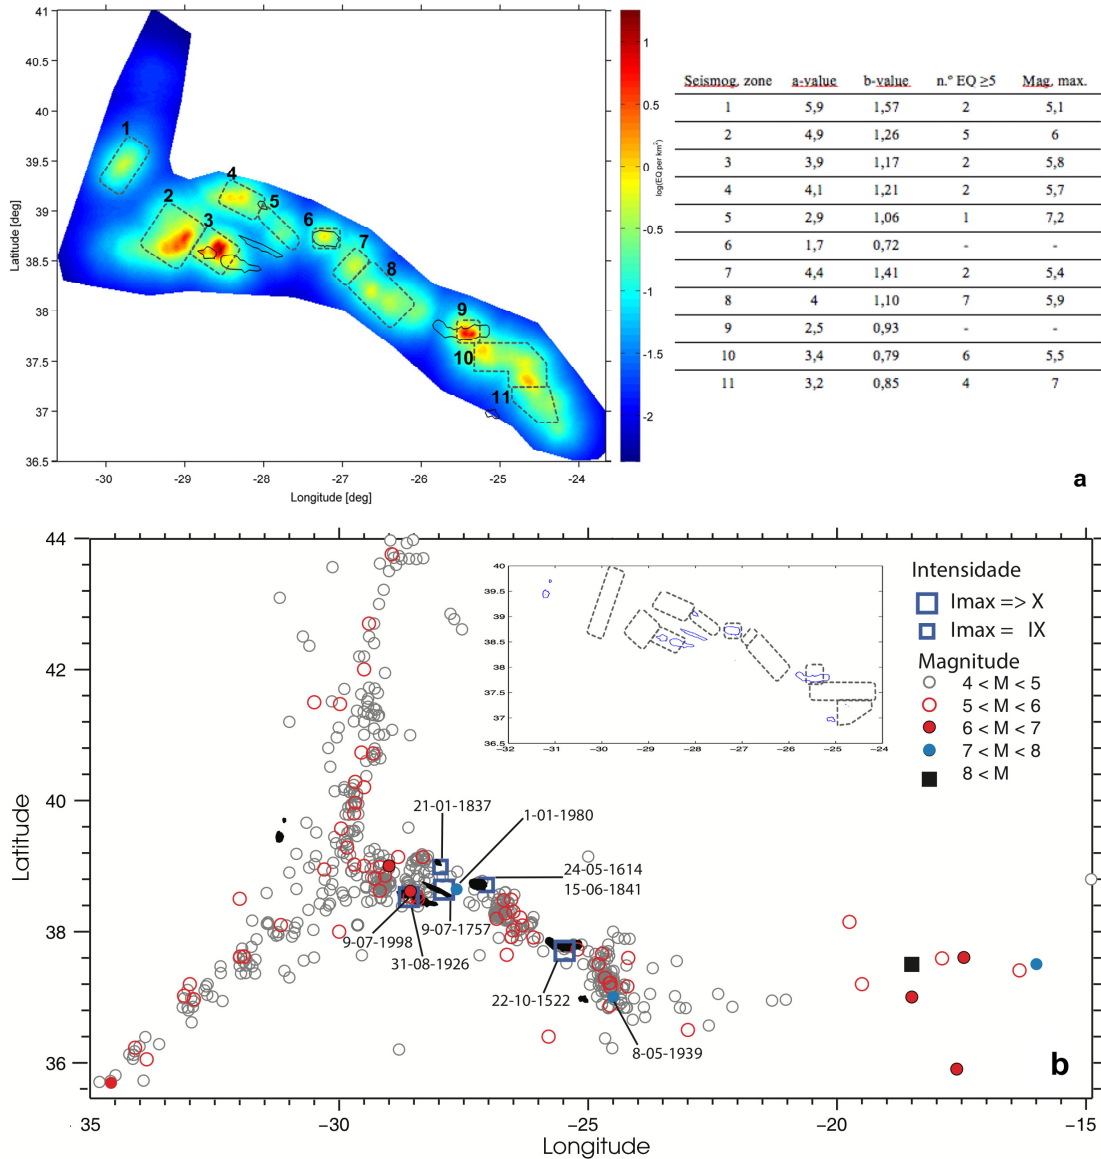 41
40.5
40
39.5
39
38.5
38
37.5
37
36.5
Latitude [deg]
-30 -29 -28 -27 -26 -25 -24
Longitude [deg]
1
2
3
4
5
6
7
8
9
10
11
1
0.5
0
-0.5
-1
-1.5
-2
log(EQ per km²)
Seismog. zone a-value b-value n.º EQ ≥5 Mag. max.
1 5,9 1,57 2 5,1
2 4,9 1,26 5 6
3 3,9 1,17 2 5,8
4 4,1 1,21 2 5,7
5 2,9 1,06 1 7,2
6 1,7 0,72 - -
7 4,4 1,41 2 5,4
8 4 1,10 7 5,9
9 2,5 0,93 - -
10 3,4 0,79 6 5,5
11 3,2 0,85 4 7
a
44
42
40
38
36
Latitude
35 −30 −25 −20 −15
Longitude
40
39.5
39
38.5
38
37.5
37
36.5
−32 −31 −30 −29 −28 −27 −26 −25 −24
Intensidade
Imax => X
Imax = IX
Magnitude
4 < M < 5
5 < M < 6
6 < M < 7
7 < M < 8
8 < M
21-01-1837
1-01-1980
24-05-1614
15-06-1841
9-07-1757
9-07-1998
31-08-1926
22-10-1522
8-05-1939
b